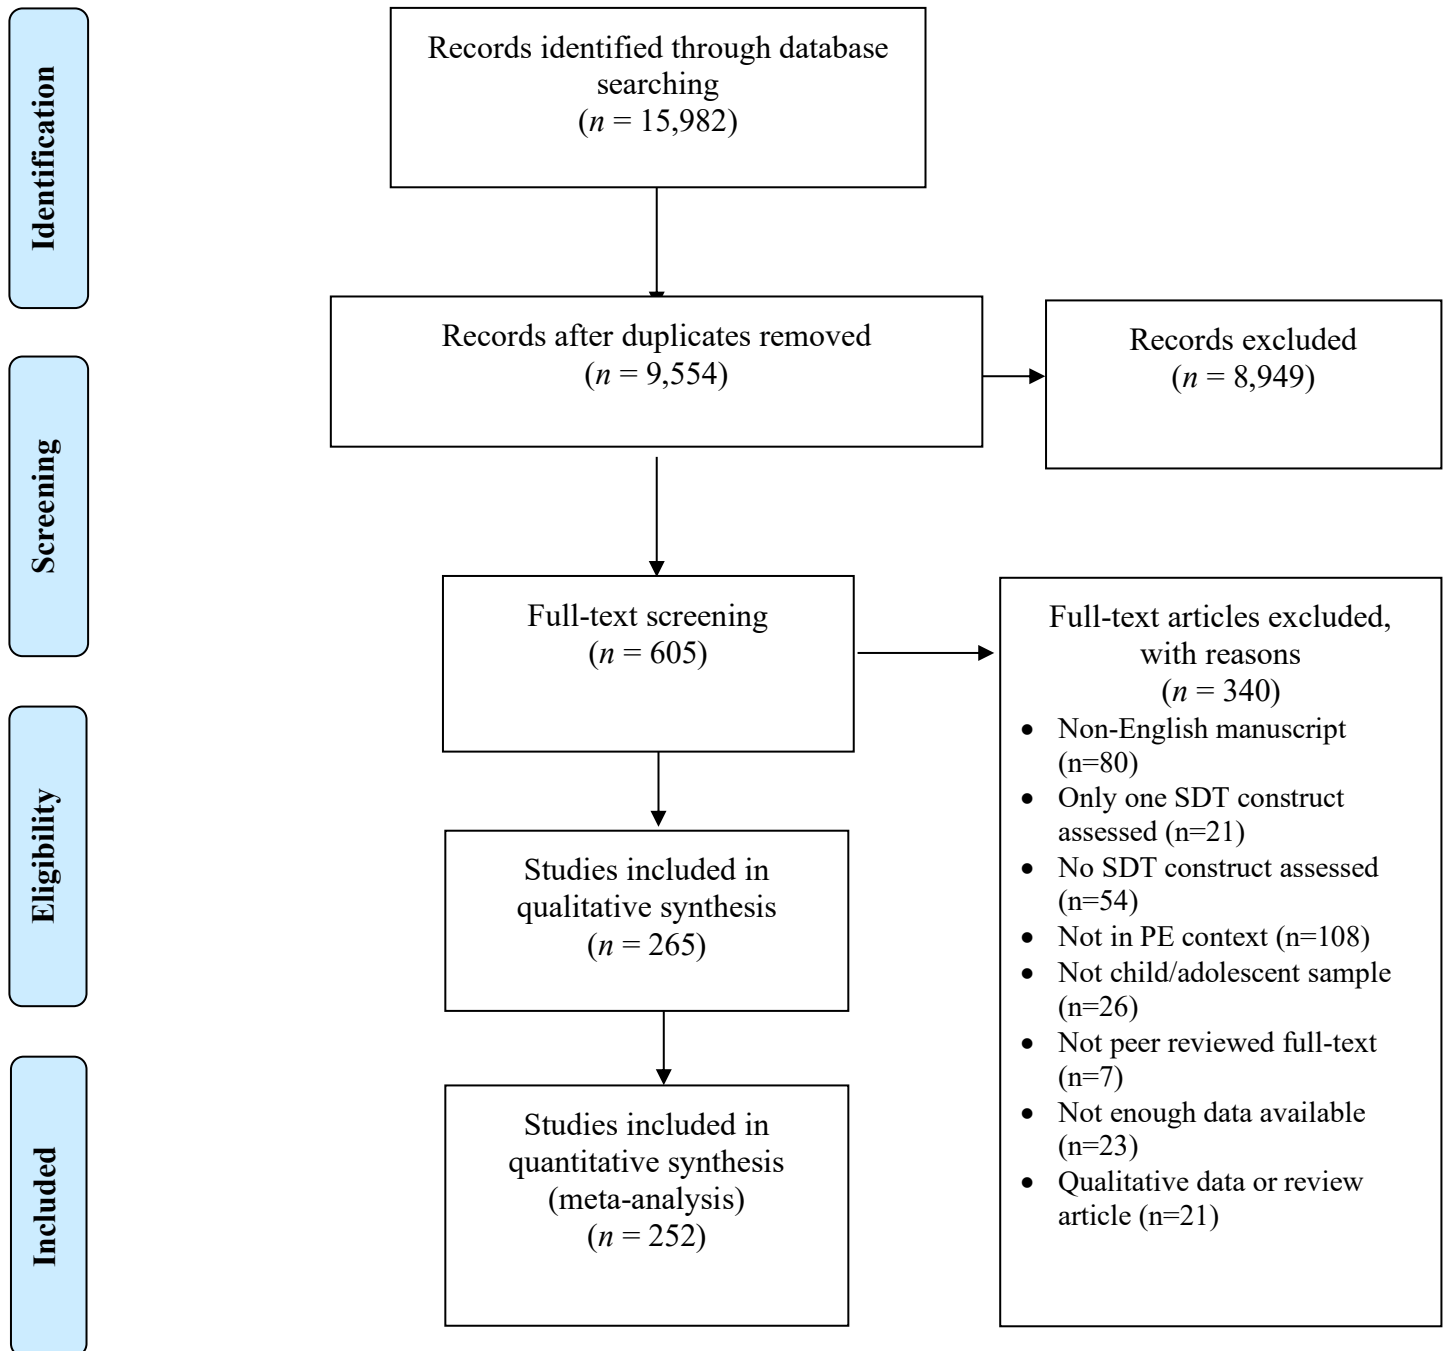 Identification
Records identified through database
searching
(n = 15,982)
Records after duplicates removed
(n = 9,554)
Records excluded
(n = 8,949)
Screening
Full-text screening
(n = 605)
Full-text articles excluded,
with reasons
(n = 340)
• Non-English manuscript
(n=80)
• Only one SDT construct
assessed (n=21)
• No SDT construct assessed
(n=54)
• Not in PE context (n=108)
• Not child/adolescent sample
(n=26)
• Not peer reviewed full-text
(n=7)
• Not enough data available
(n=23)
• Qualitative data or review
article (n=21)
Eligibility
Studies included in
qualitative synthesis
(n = 265)
Included
Studies included in
quantitative synthesis
(meta-analysis)
(n = 252)